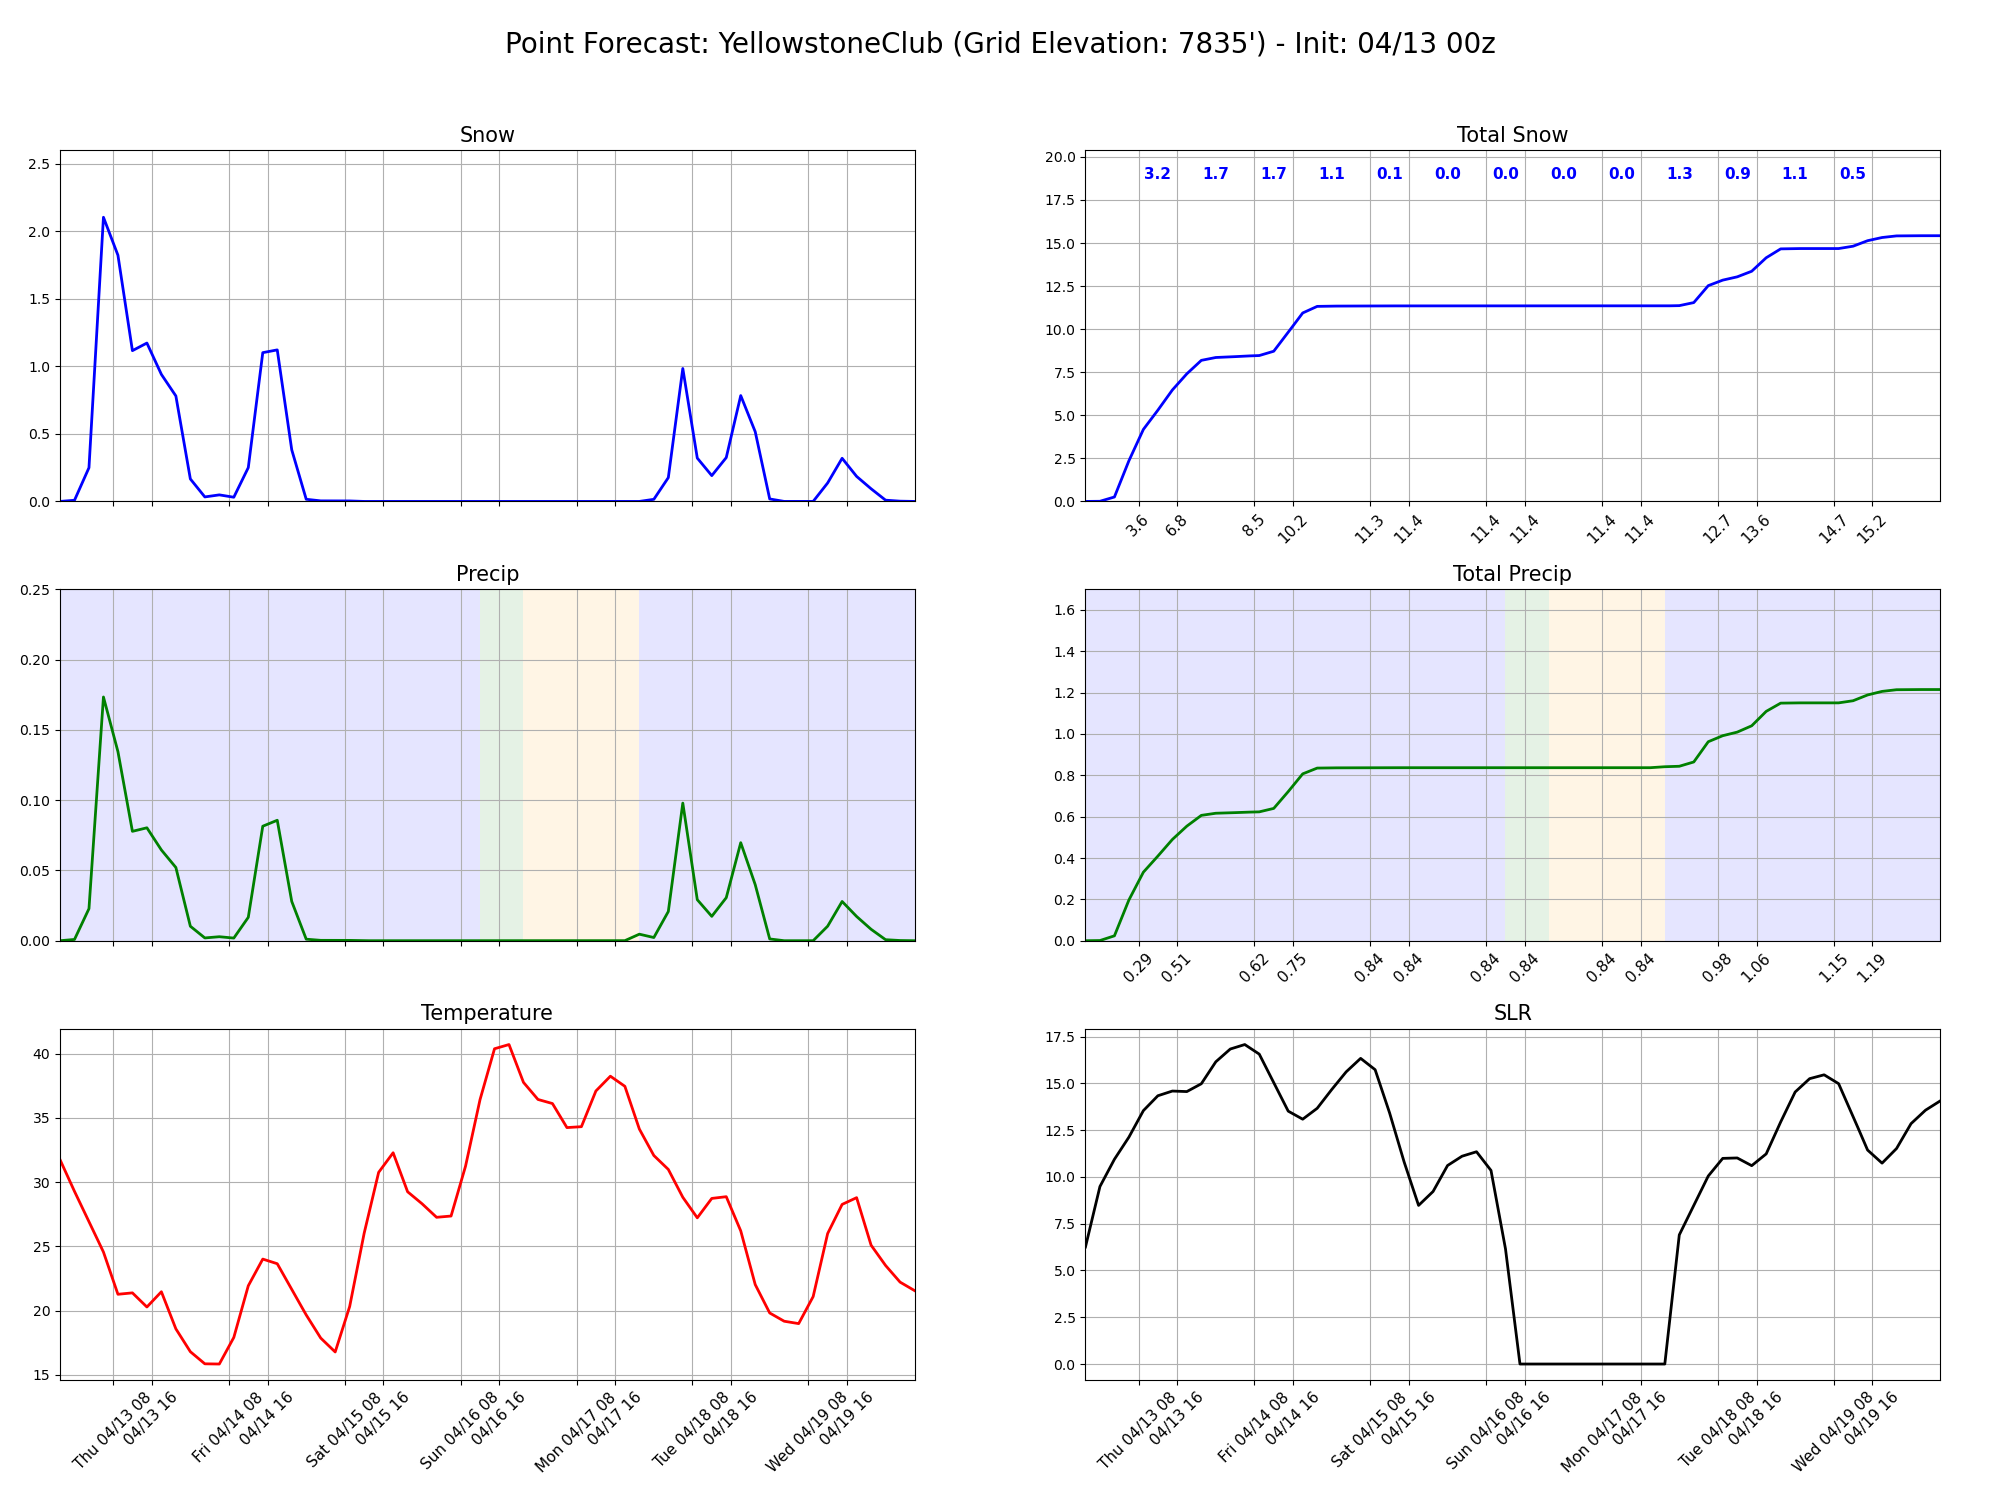 Point Forecast: YellowstoneClub (Grid Elevation: 7835') - Init: 04/13 00z
Snow
2.5
2.0
1.5
1.0
0.5
0.0
Total Snow
20.0
17.5
15.0
12.5
10.0
7.5
5.0
2.5
0.0
3.2 1.7 1.7 1.1 0.1 0.0 0.0 0.0 0.0 1.3 0.9 1.1 0.5
3.6 6.8 8.5 10.2 11.3 11.4 11.4 11.4 11.4 11.4 12.7 13.6 14.7 15.2
Precip
0.25
0.20
0.15
0.10
0.05
0.00
Total Precip
1.6
1.4
1.2
1.0
0.8
0.6
0.4
0.2
0.0
0.29 0.51 0.62 0.75 0.84 0.84 0.84 0.84 0.84 0.84 0.98 1.06 1.15 1.19
Temperature
40
35
30
25
20
15
Thu 04/13 08
04/13 16
Fri 04/14 08
04/14 16
Sat 04/15 08
04/15 16
Sun 04/16 08
04/16 16
Mon 04/17 08
04/17 16
Tue 04/18 08
04/18 16
Wed 04/19 08
04/19 16
SLR
17.5
15.0
12.5
10.0
7.5
5.0
2.5
0.0
Thu 04/13 08
04/13 16
Fri 04/14 08
04/14 16
Sat 04/15 08
04/15 16
Sun 04/16 08
04/16 16
Mon 04/17 08
04/17 16
Tue 04/18 08
04/18 16
Wed 04/19 08
04/19 16